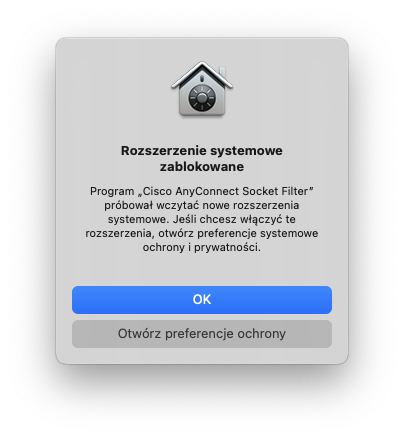 Rozszerzenie systemowe
zablokowane
Program „Cisco AnyConnect Socket Filter”
próbował wczytać nowe rozszerzenia
systemowe. Jeśli chcesz włączyć te
rozszerzenia, otwórz preferencje systemowe
ochrony i prywatności.
OK
Otwórz preferencje ochrony